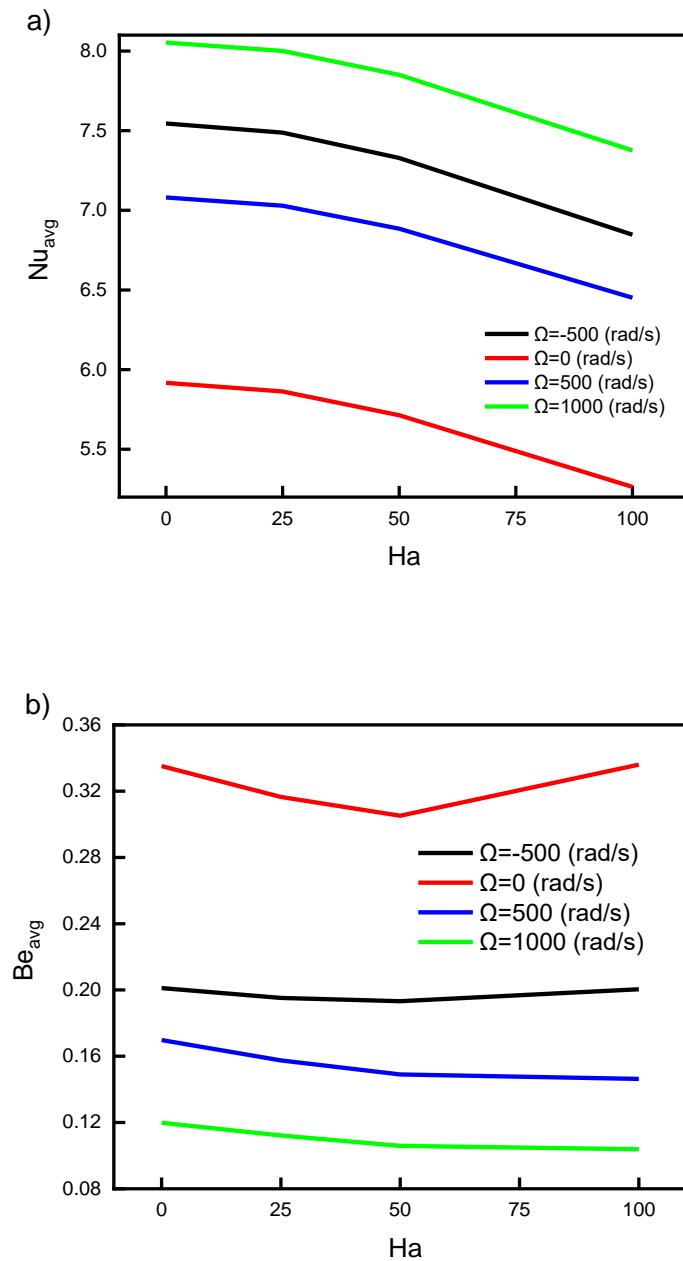 a)
8.0
7.5
7.0
6.5
6.0
5.5
Nu_avg
Ω=-500 (rad/s)
Ω=0 (rad/s)
Ω=500 (rad/s)
Ω=1000 (rad/s)
0 25 50 75 100
Ha
b)
0.36
0.32
0.28
0.24
0.20
0.16
0.12
0.08
Be_avg
Ω=-500 (rad/s)
Ω=0 (rad/s)
Ω=500 (rad/s)
Ω=1000 (rad/s)
0 25 50 75 100
Ha